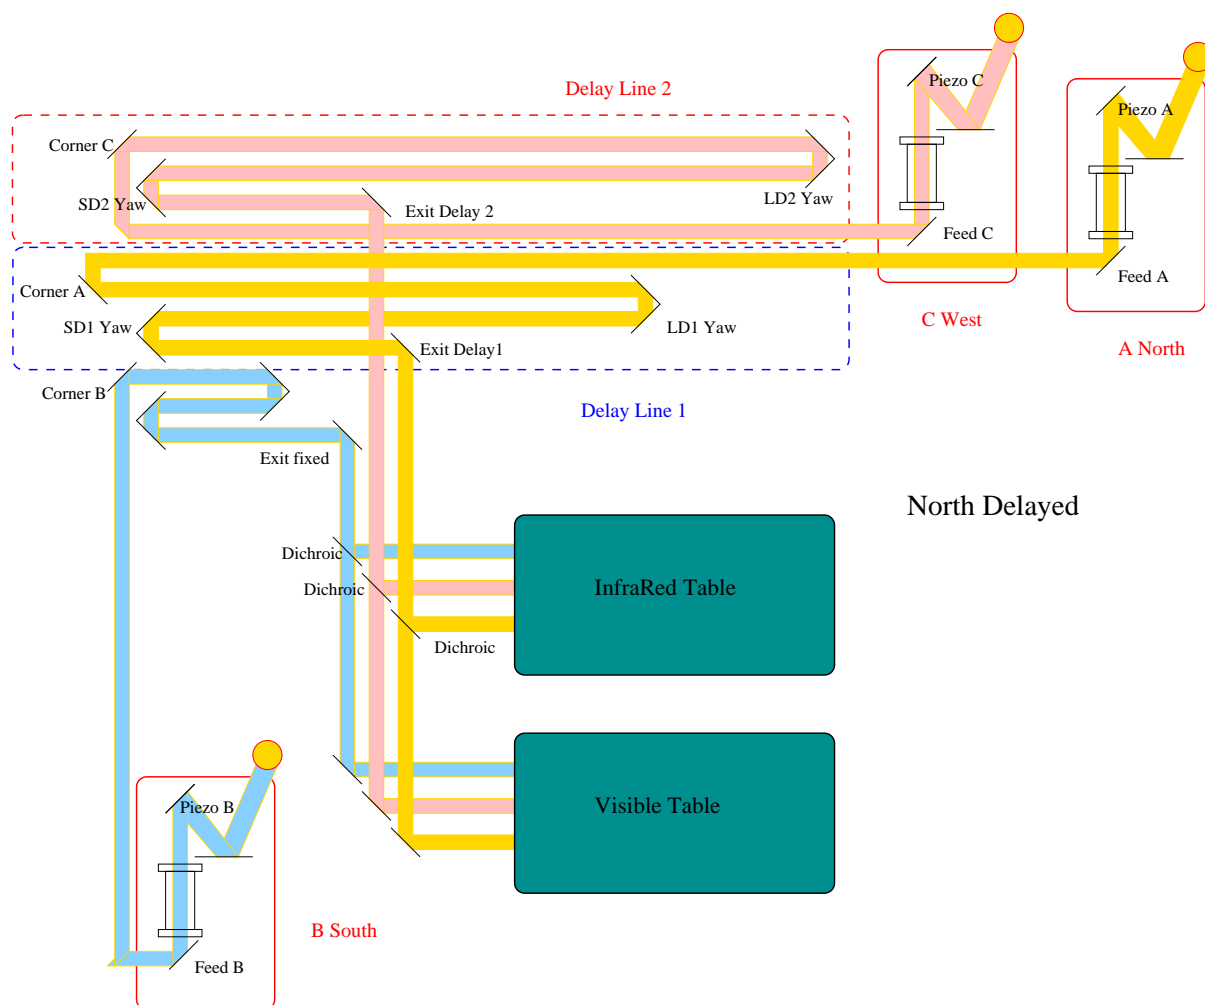 Piezo C
Delay Line 2
Piezo A
Corner C
SD2 Yaw
LD2 Yaw
Exit Delay 2
Feed C
Feed A
Corner A
SD1 Yaw
LD1 Yaw
C West
Exit Delay1
A North
Corner B
Delay Line 1
Exit fixed
North Delayed
Dichroic
Dichroic
InfraRed Table
Dichroic
Piezo B
Visible Table
B South
Feed B